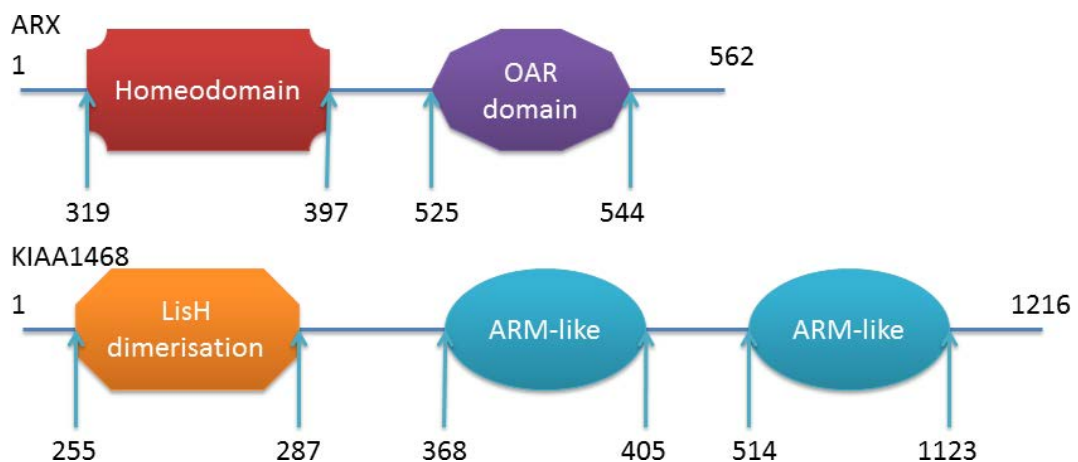 ARX
1
562
Homeodomain
OAR
domain
319
397
525
544
KIAA1468
1
1216
LisH
dimerisation
ARM-like
ARM-like
255
287
368
405
514
1123